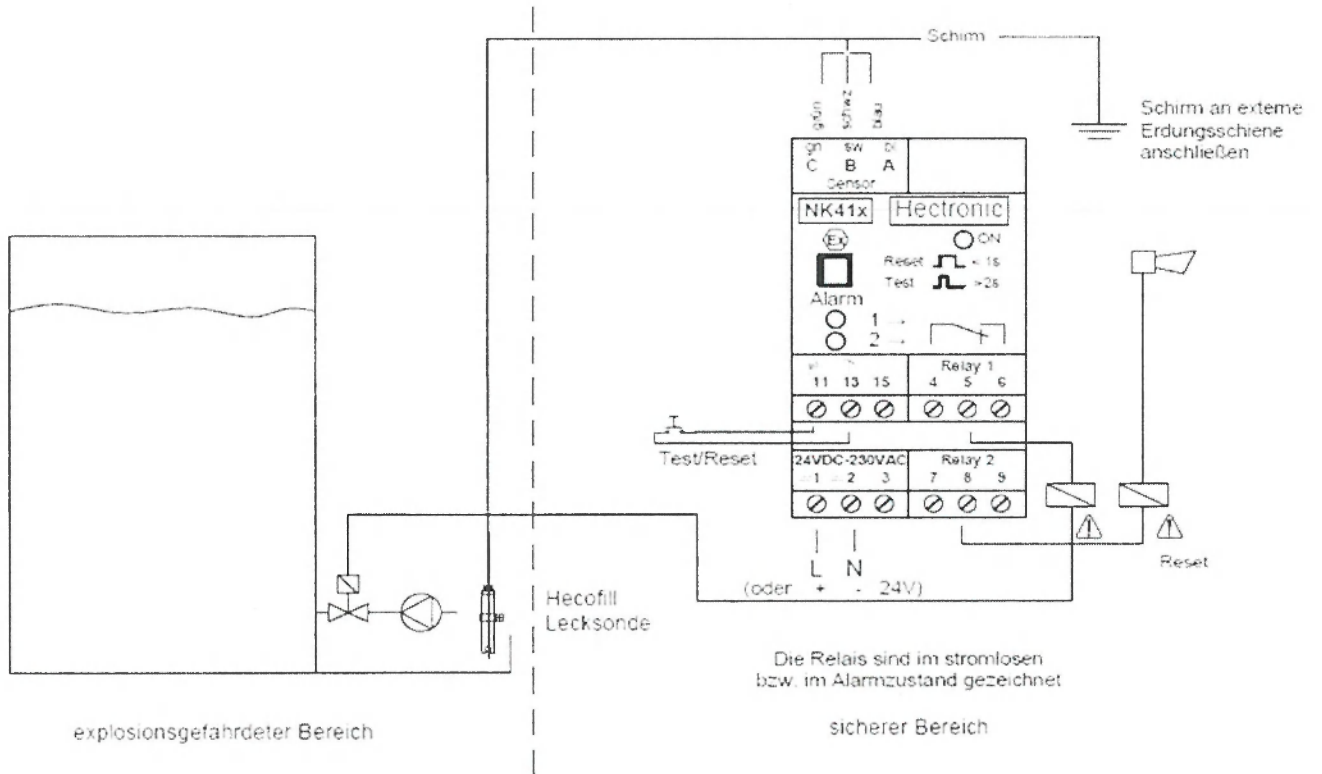 Schirm
grün
schwz
blau
Schirm an externe
Erdungsschiene
anschließen
gn sw bl
C B A
Sensor
NK41x Hectronic
Ex
ON
Reset < 1s
Test >2s
Alarm
1 →
2 →
Relay 1
11 13 15 4 5 6
Test/Reset
24VDC-230VAC Relay 2
1 2 3 7 8 9
L N
(oder + - 24V)
Reset
Hecofill
Lecksonde
Die Relais sind im stromlosen
bzw. im Alarmzustand gezeichnet
explosionsgefahrdeter Bereich
sicherer Bereich